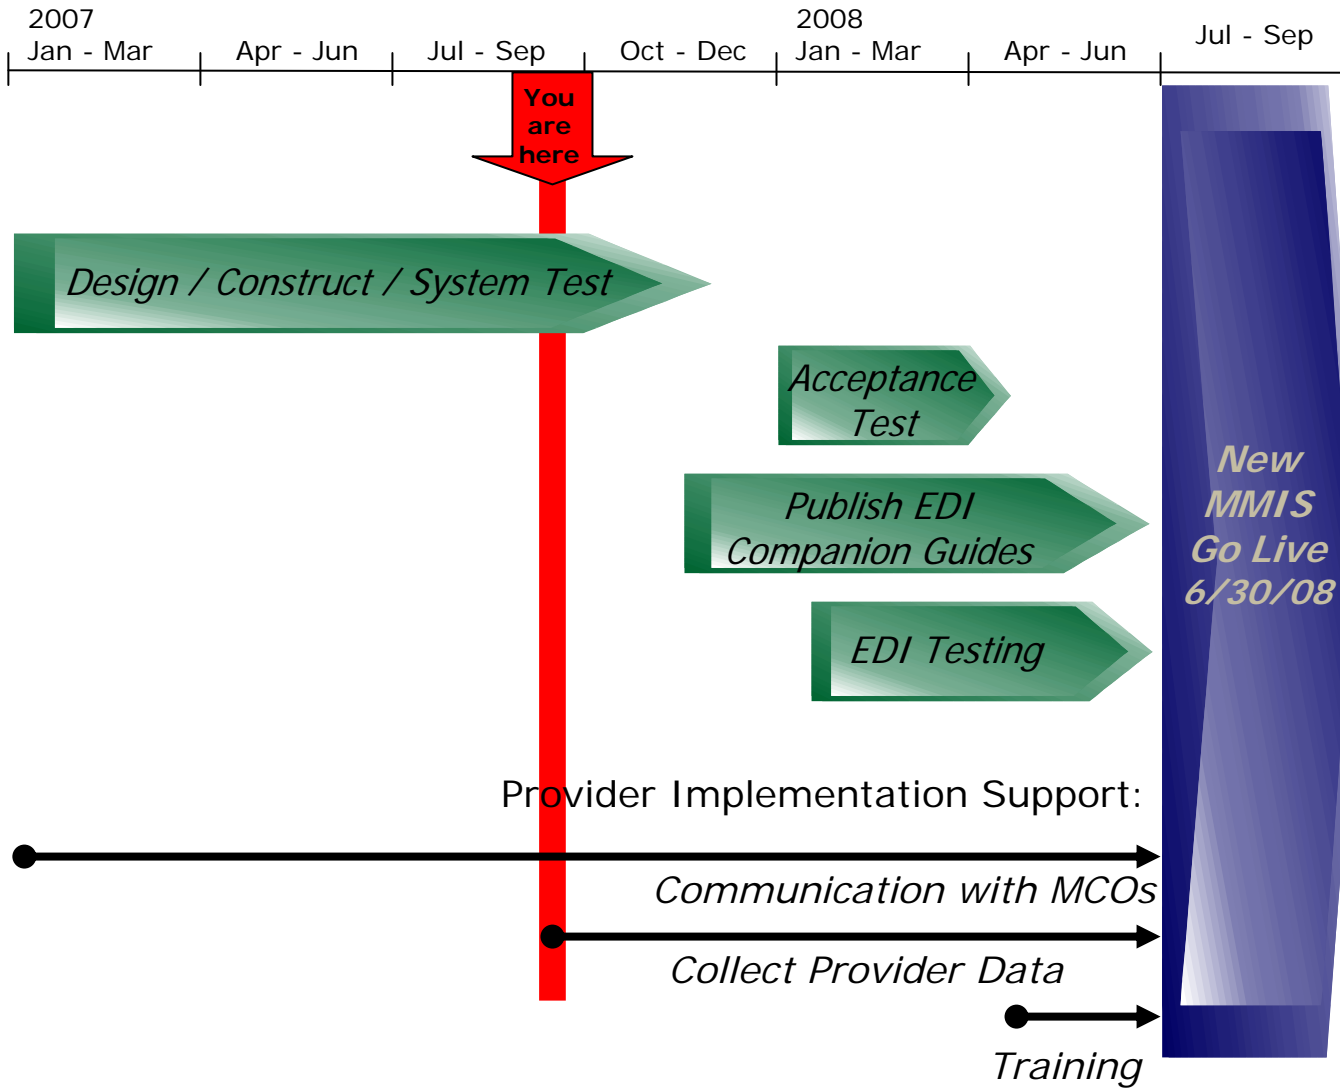 2007
Jan - Mar
Apr - Jun
Jul - Sep
Oct - Dec
2008
Jan - Mar
Apr - Jun
Jul - Sep
You
are
here
Design / Construct / System Test
Acceptance
Test
Publish EDI
Companion Guides
EDI Testing
New
MMIS
Go Live
6/30/08
Provider Implementation Support:
Communication with MCOs
Collect Provider Data
Training